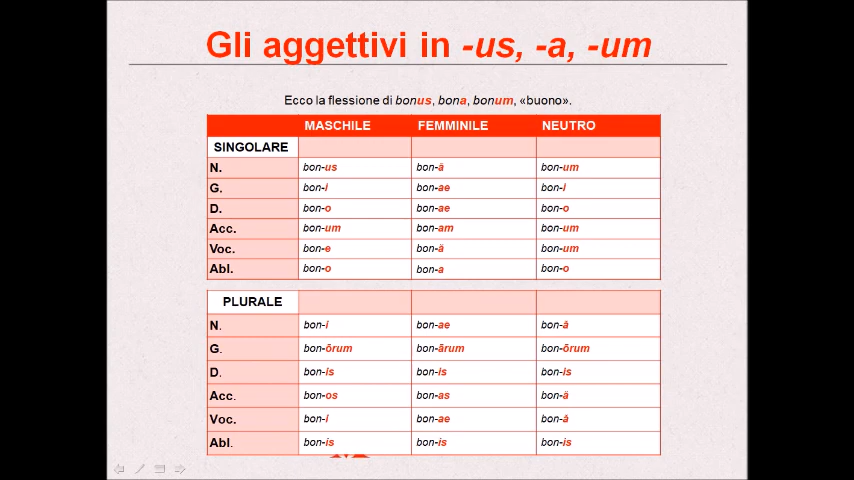 Gli aggettivi in -us, -a, -um
Ecco la flessione di bonus, bona, bonum, «buono».
MASCHILE FEMMINILE NEUTRO
SINGOLARE
N. bon-us bon-ă bon-um
G. bon-i bon-ae bon-i
D. bon-o bon-ae bon-o
Acc. bon-um bon-am bon-um
Voc. bon-e bon-ă bon-um
Abl. bon-o bon-a bon-o
PLURALE
N. bon-i bon-ae bon-ă
G. bon-ōrum bon-ārum bon-ōrum
D. bon-is bon-is bon-is
Acc. bon-os bon-as bon-ă
Voc. bon-i bon-ae bon-ă
Abl. bon-is bon-is bon-is